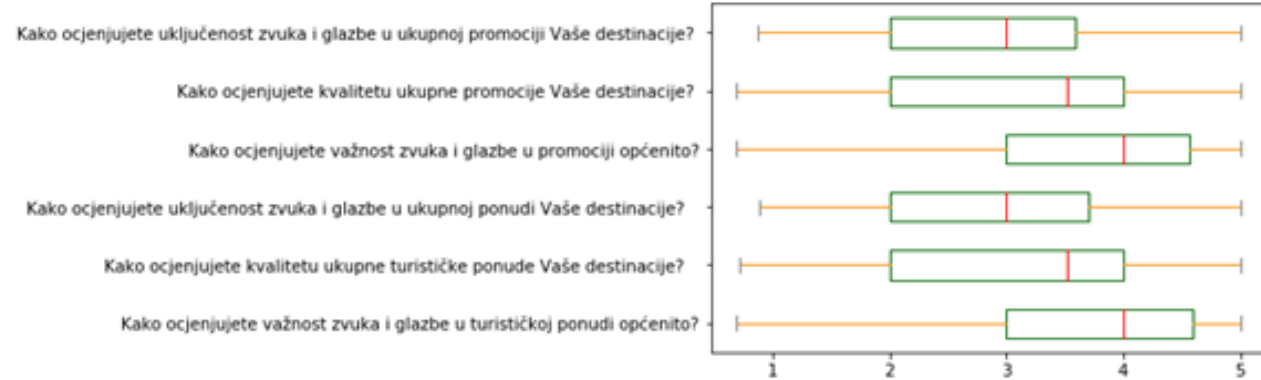 Kako ocjenjujete uključenost zvuka i glazbe u ukupnoj promociji Vaše destinacije?
Kako ocjenjujete kvalitetu ukupne promocije Vaše destinacije?
Kako ocjenjujete važnost zvuka i glazbe u promociji općenito?
Kako ocjenjujete uključenost zvuka i glazbe u ukupnoj ponudi Vaše destinacije?
Kako ocjenjujete kvalitetu ukupne turističke ponude Vaše destinacije?
Kako ocjenjujete važnost zvuka i glazbe u turističkoj ponudi općenito?
1 2 3 4 5